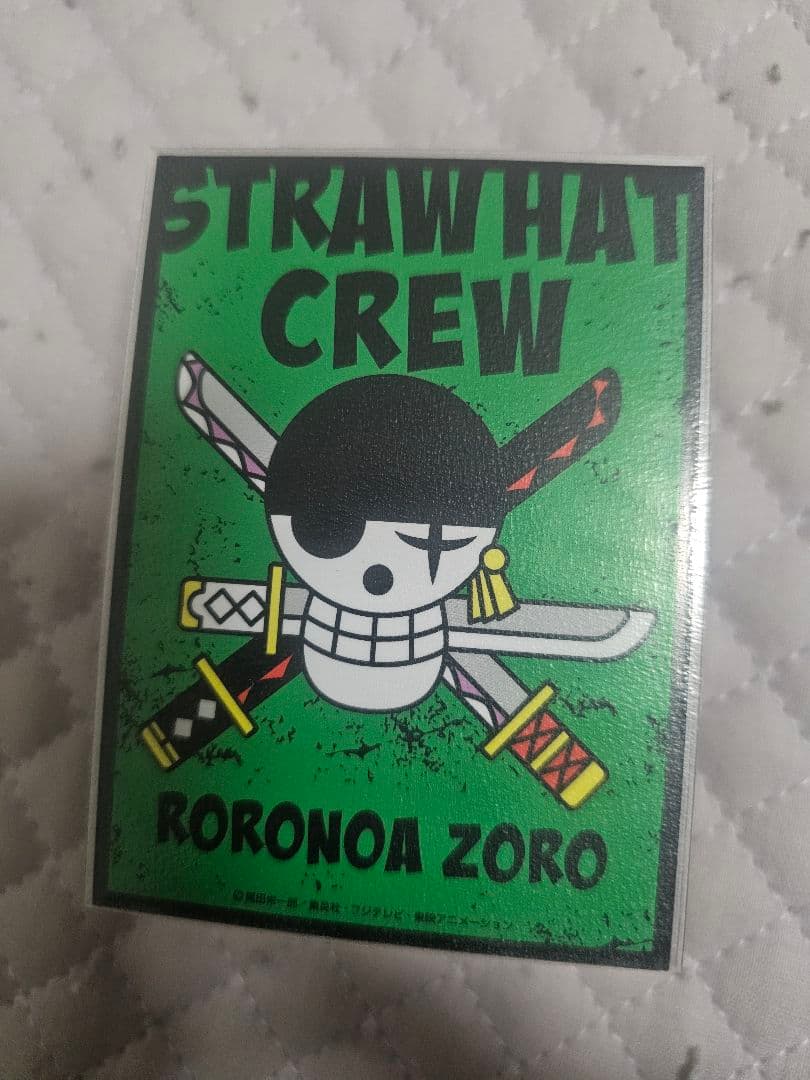 STRAW HAT
CREW
RORONOA ZORO
©尾田栄一郎／集英社・フジテレビ・東映アニメーション